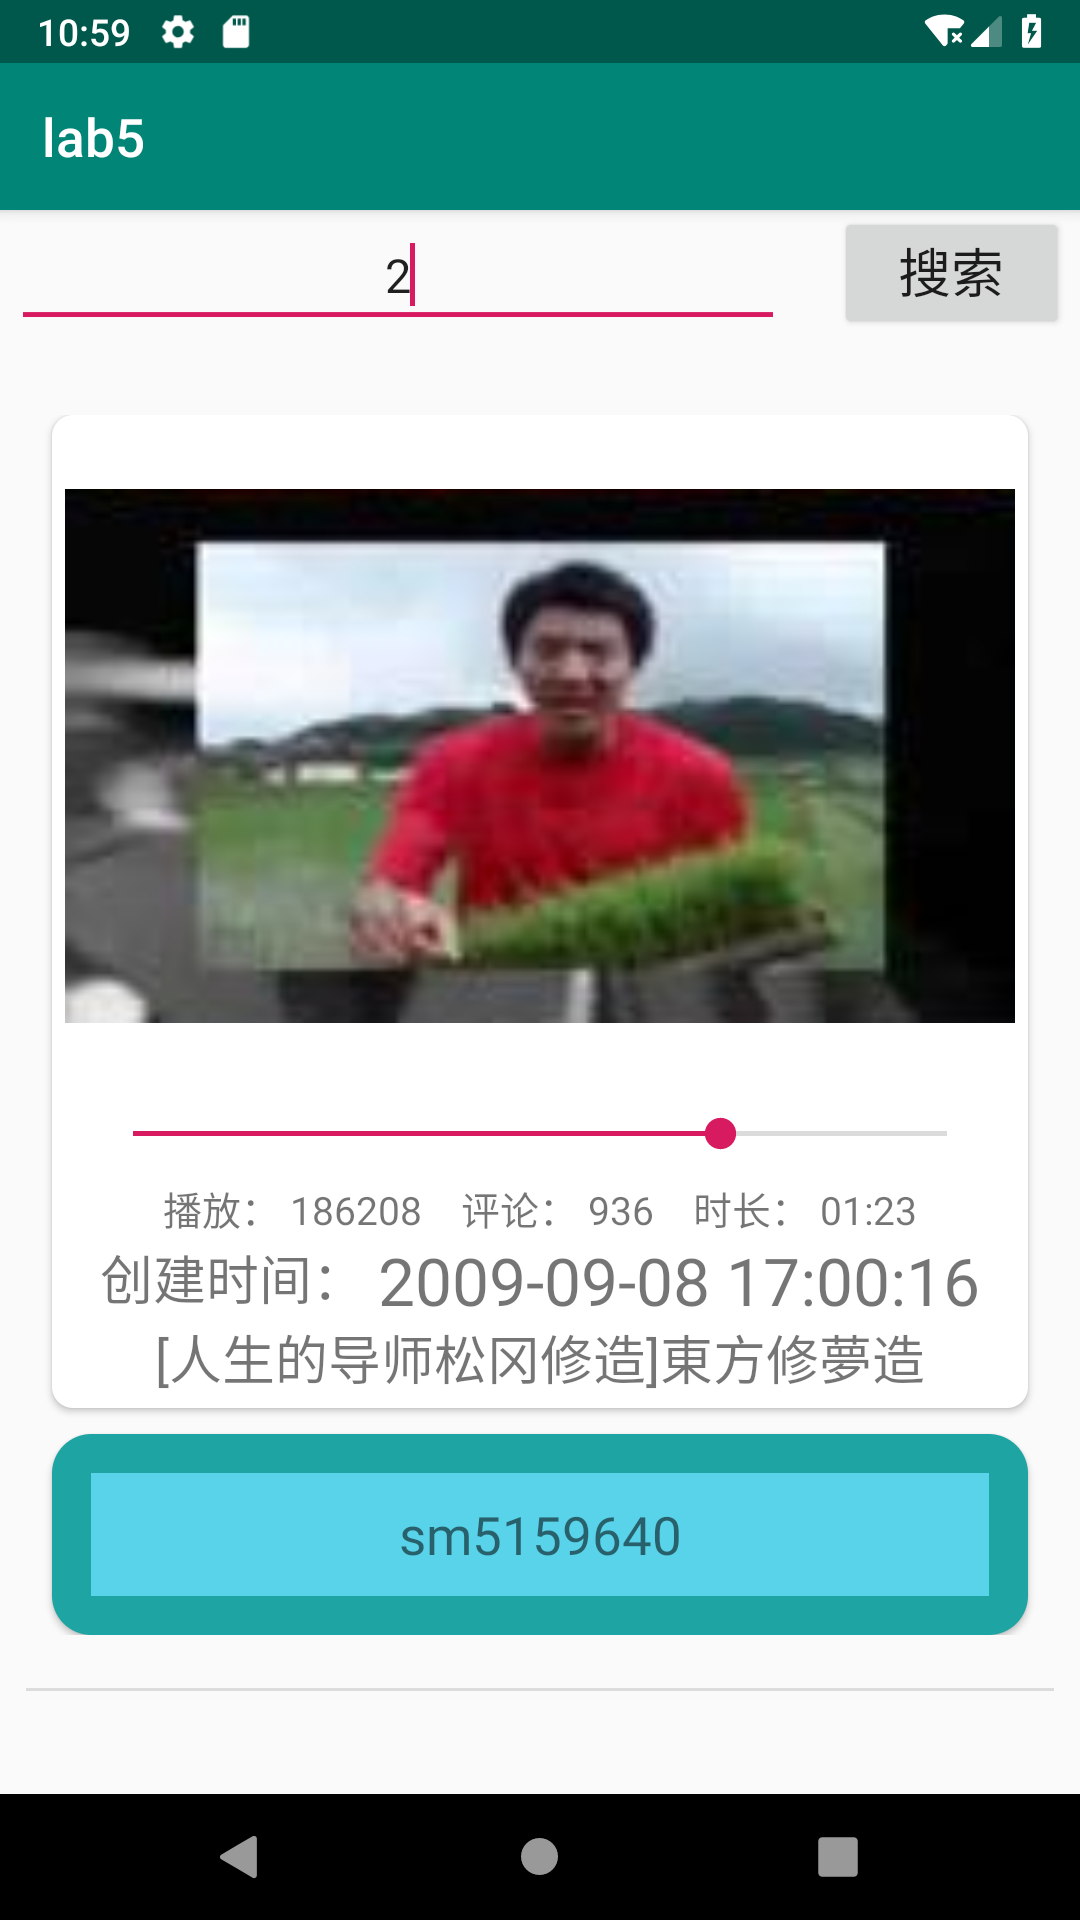 10:59
lab5
2
搜索
播放： 186208 评论： 936 时长： 01:23
创建时间： 2009-09-08 17:00:16
[人生的导师松冈修造]東方修夢造
sm5159640